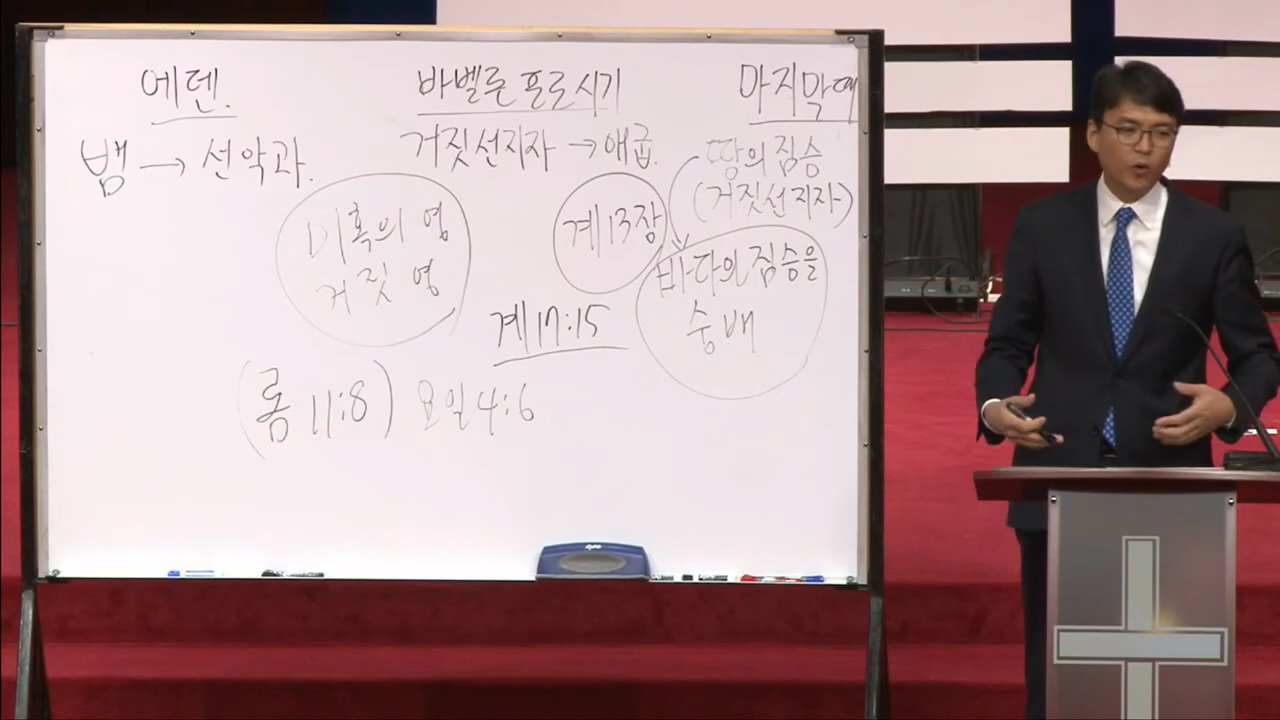 에덴.
뱀 → 선악과.
바벨론 포로시기
거짓선지자 → 애굽.
마지막때
땅의 짐승
(거짓선지자)
미혹의 영
거짓 영
계13장
바다의 짐승을
숭배
계17:15
(롬 11:8) 요일 4:6